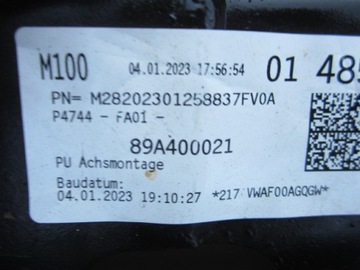 M100 04.01.2023 17:56:54 01 485
PN= M28202301258837FV0A
P4744 - FA01 -
89A400021
PU Achsmontage
Baudatum:
04.01.2023 19:10:27 *217 VWAF00AGQGW*